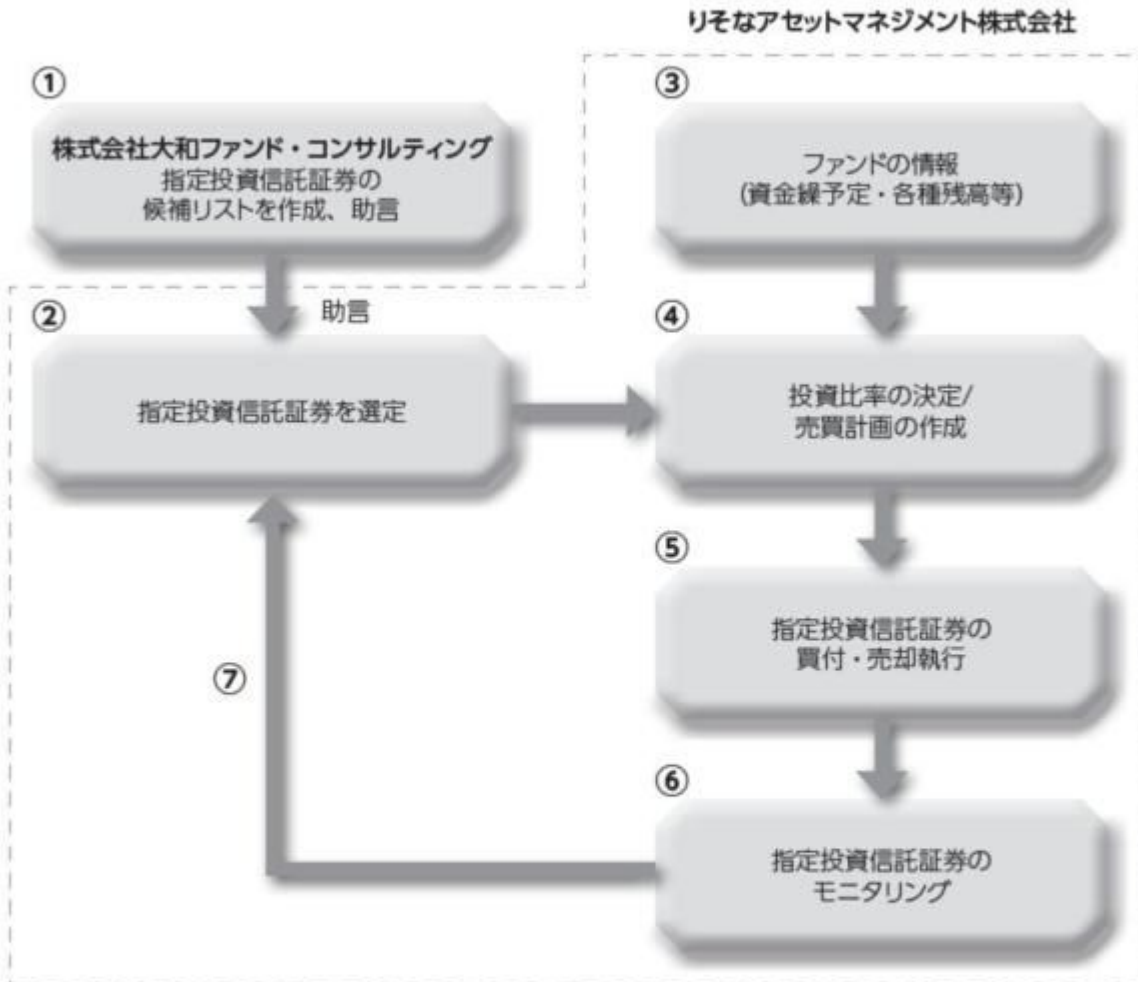 りそなアセットマネジメント株式会社
①
株式会社大和ファンド・コンサルティング
指定投資信託証券の
候補リストを作成、助言
助言
②
指定投資信託証券を選定
③
ファンドの情報
(資金繰予定・各種残高等)
④
投資比率の決定/
売買計画の作成
⑤
指定投資信託証券の
買付・売却執行
⑥
指定投資信託証券の
モニタリング
⑦